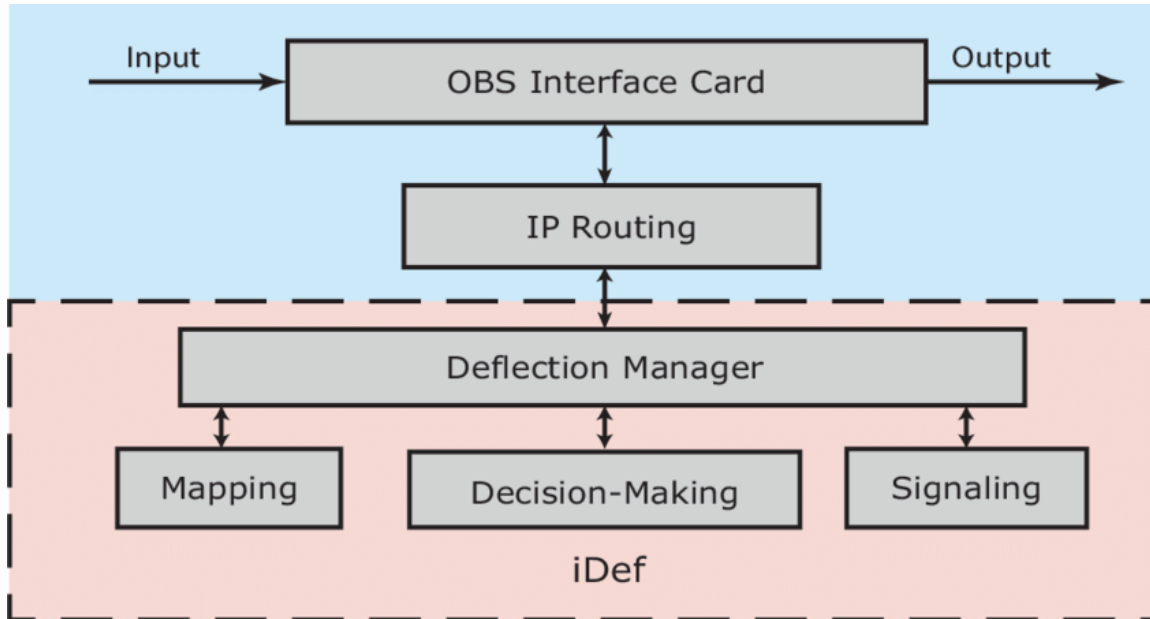 Input
OBS Interface Card
Output
IP Routing
Deflection Manager
Mapping
Decision-Making
Signaling
iDef